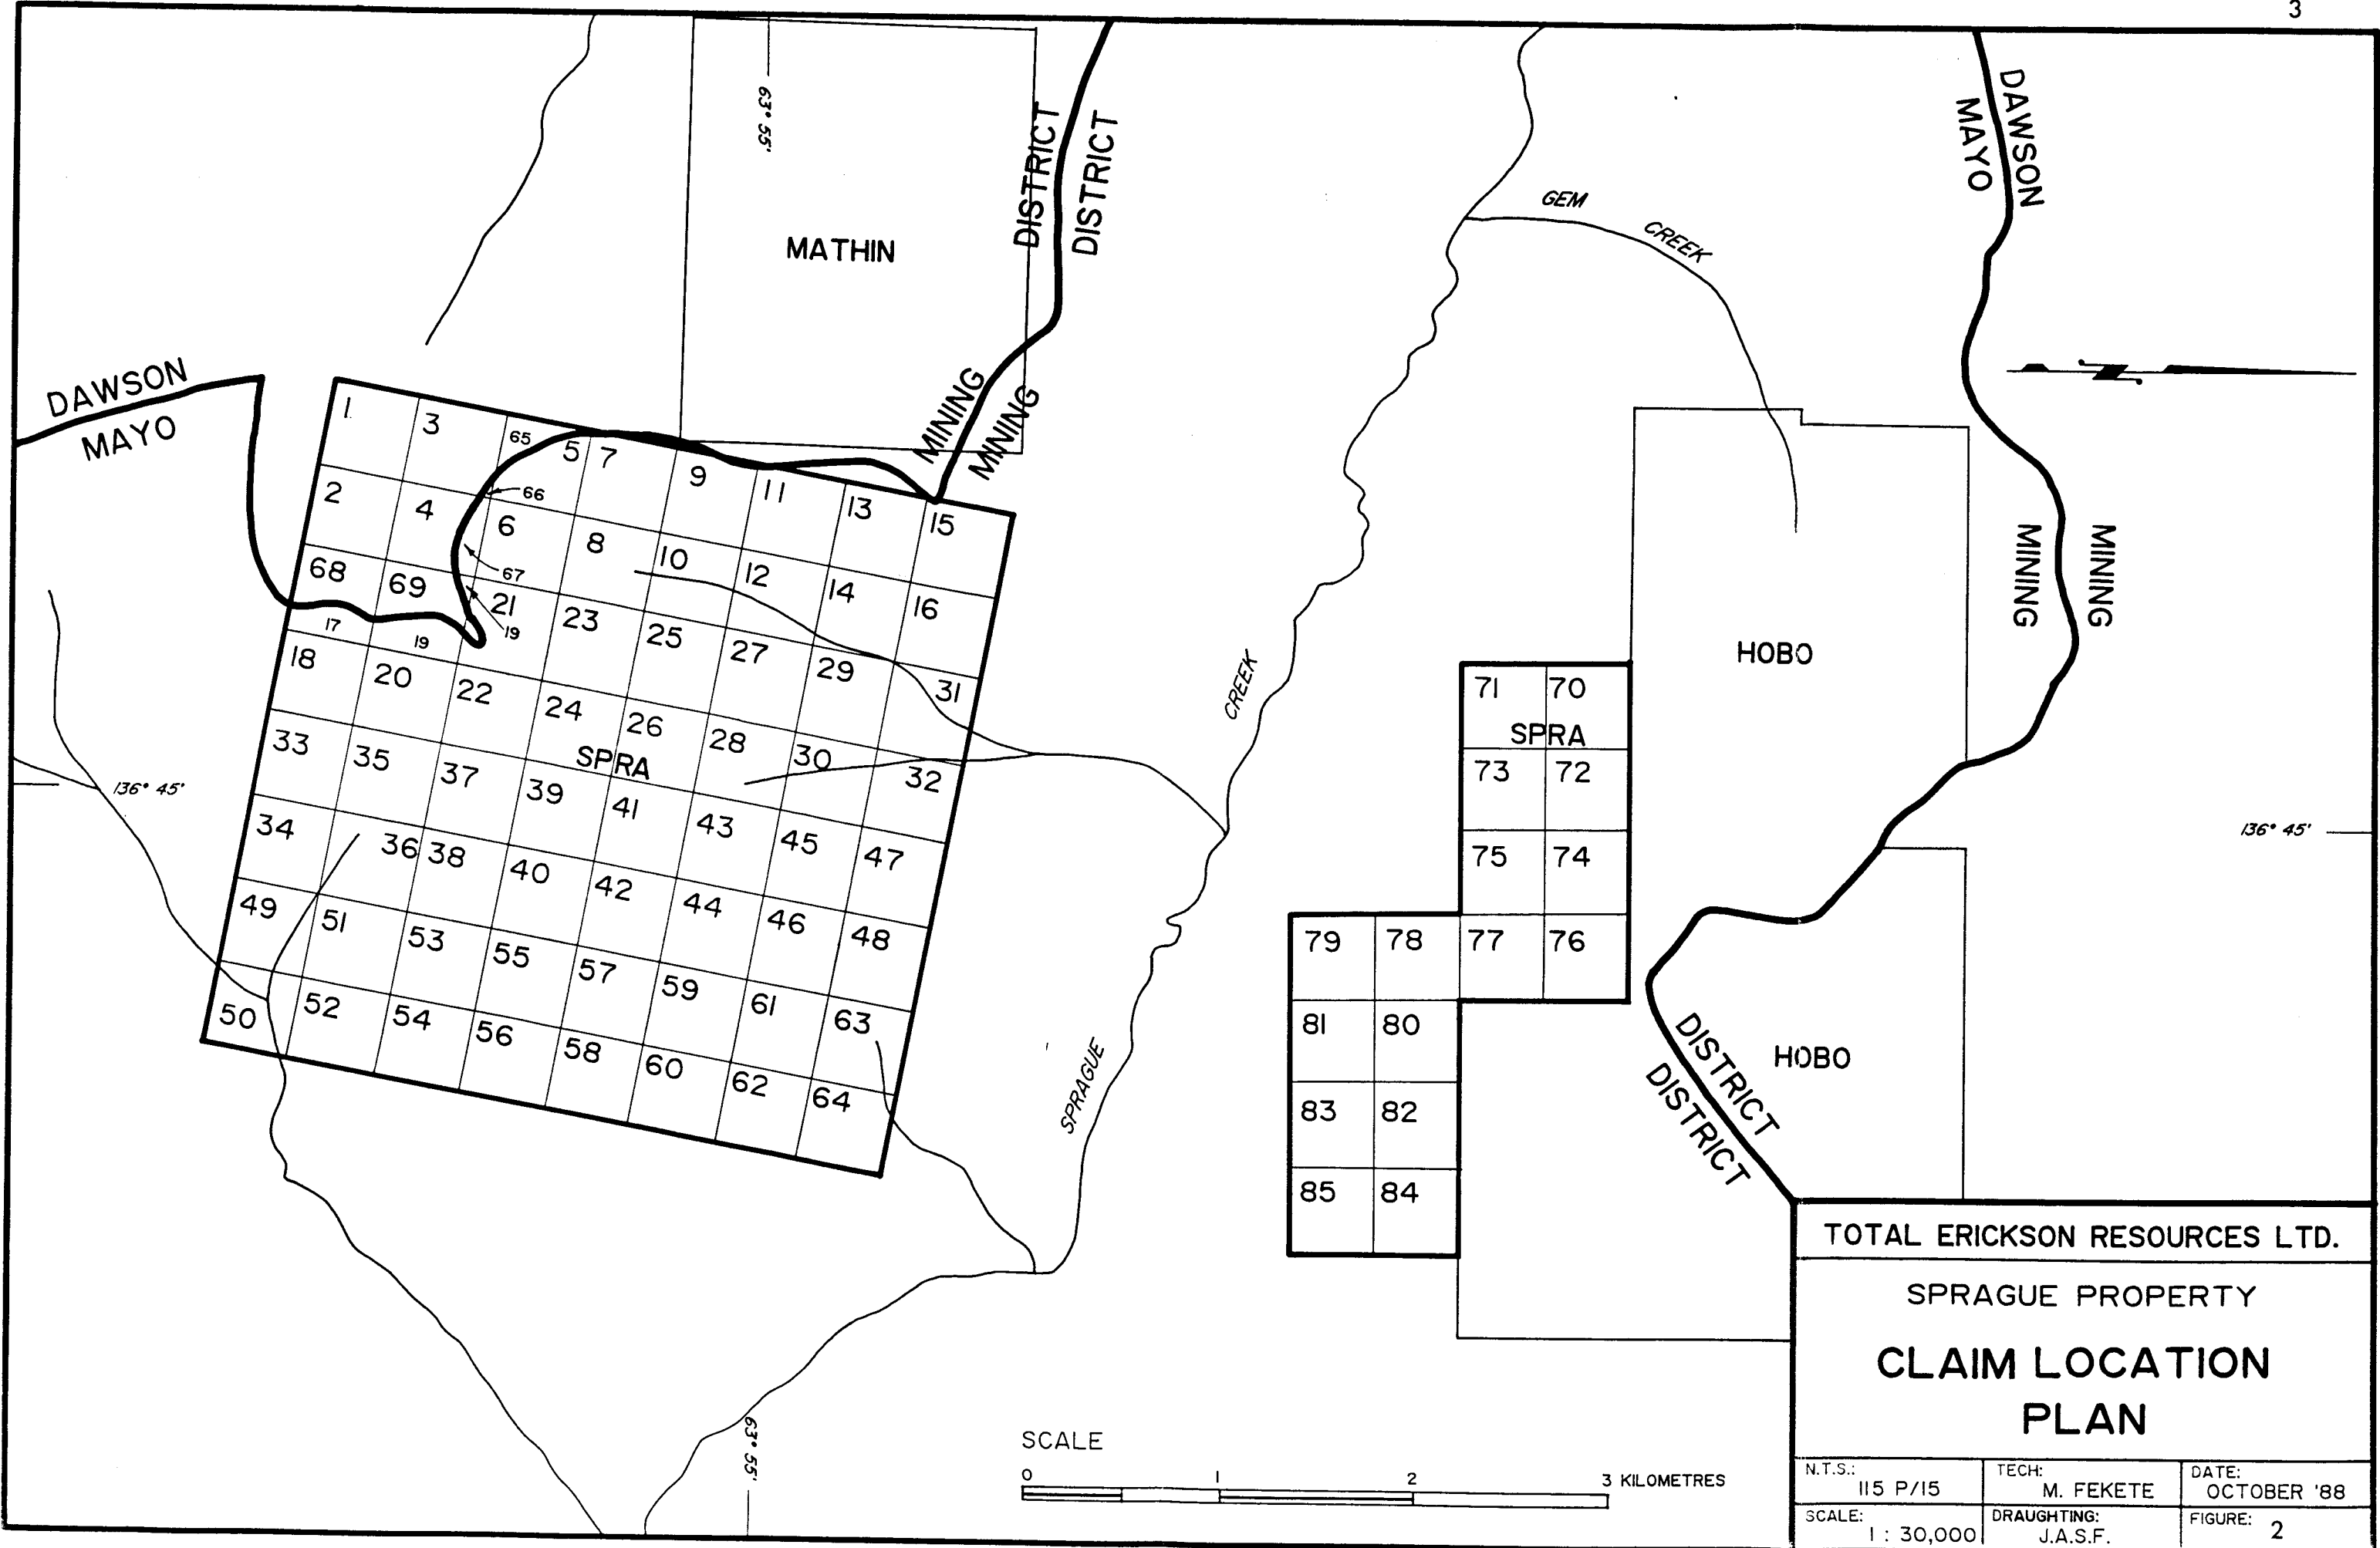 3
63° 55'
DISTRICT
DISTRICT
DAWSON
MAYO
MATHIN
GEM
CREEK
DAWSON
MAYO
MINING
MINING
1
3
65
5
7
9
11
13
15
66
2
4
6
8
10
12
14
16
67
68
69
21
23
25
27
29
31
19
17
19
18
20
22
24
26
28
30
32
SPRA
33
35
37
39
41
43
45
47
34
36
38
40
42
44
46
48
49
51
53
55
57
59
61
63
50
52
54
56
58
60
62
64
136° 45'
CREEK
SPRAGUE
MINING
MINING
HOBO
71 70
SPRA
73 72
75 74
79 78 77 76
81 80
83 82
85 84
136° 45'
DISTRICT
DISTRICT
HOBO
63° 55'
SCALE
0 1 2 3 KILOMETRES
TOTAL ERICKSON RESOURCES LTD.
SPRAGUE PROPERTY
CLAIM LOCATION
PLAN
N.T.S.: 115 P/15
TECH: M. FEKETE
DATE: OCTOBER '88
SCALE: 1 : 30,000
DRAUGHTING: J.A.S.F.
FIGURE: 2